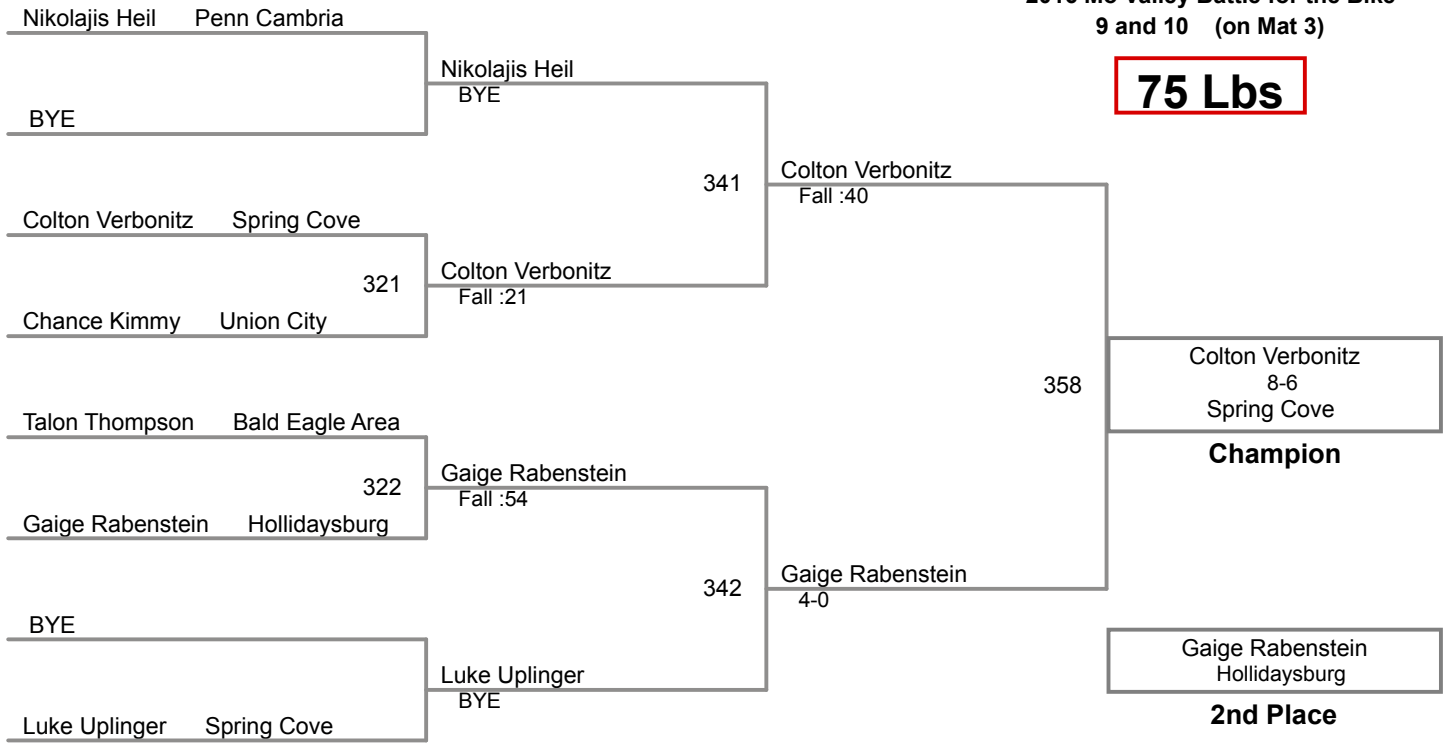 9 and 10 (on Mat 3)
75 Lbs
Nikolajis Heil Penn Cambria
BYE
Nikolajis Heil
BYE
Colton Verbonitz Spring Cove
321
Chance Kimmy Union City
Colton Verbonitz
Fall :21
341
Colton Verbonitz
Fall :40
Talon Thompson Bald Eagle Area
322
Gaige Rabenstein Hollidaysburg
Gaige Rabenstein
Fall :54
BYE
Luke Uplinger Spring Cove
Luke Uplinger
BYE
342
Gaige Rabenstein
4-0
358
Colton Verbonitz
8-6
Spring Cove
Champion
Gaige Rabenstein
Hollidaysburg
2nd Place